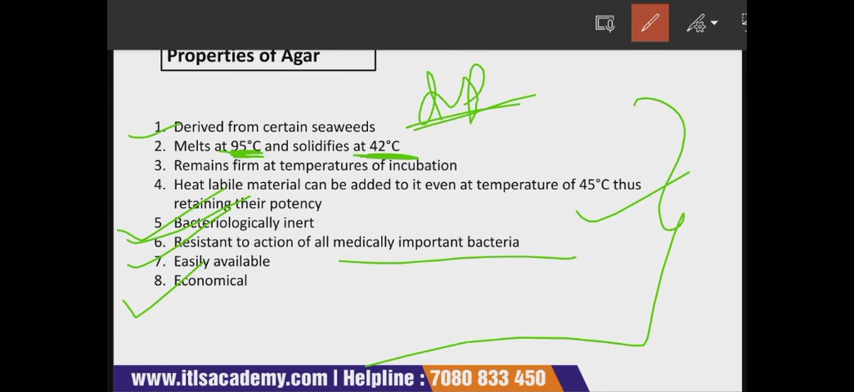 Properties of Agar
1. Derived from certain seaweeds
2. Melts at 95°C and solidifies at 42°C
3. Remains firm at temperatures of incubation
4. Heat labile material can be added to it even at temperature of 45°C thus
retaining their potency
5. Bacteriologically inert
6. Resistant to action of all medically important bacteria
7. Easily available
8. Economical
www.itlsacademy.com | Helpline : 7080 833 450